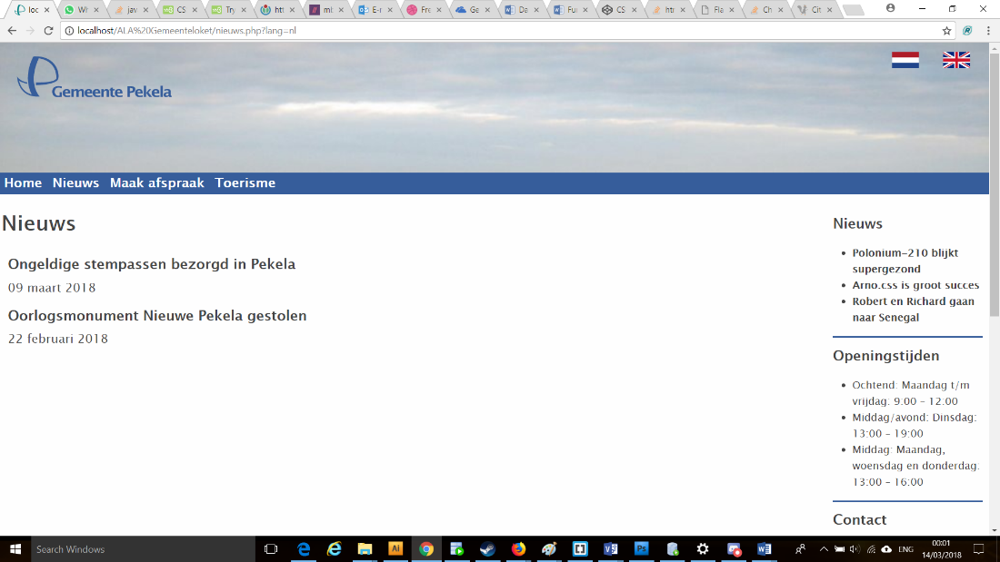 loc
Wh
jav
CS
Try
htt
E-r
Fre
Ge
Da
Fur
CS
htr
Fla
Ch
Cit
localhost/ALA%20Gemeenteloket/nieuws.php?lang=nl
Gemeente Pekela
Home Nieuws Maak afspraak Toerisme
Nieuws
Ongeldige stempassen bezorgd in Pekela
09 maart 2018
Oorlogsmonument Nieuwe Pekela gestolen
22 februari 2018
Nieuws
Polonium-210 blijkt
supergezond
Arno.css is groot succes
Robert en Richard gaan
naar Senegal
Openingstijden
Ochtend: Maandag t/m
vrijdag: 9:00 - 12:00
Middag/avond: Dinsdag:
13:00 - 19:00
Middag: Maandag,
woensdag en donderdag:
13:00 - 16:00
Contact
Search Windows
ENG
00:01
14/03/2018